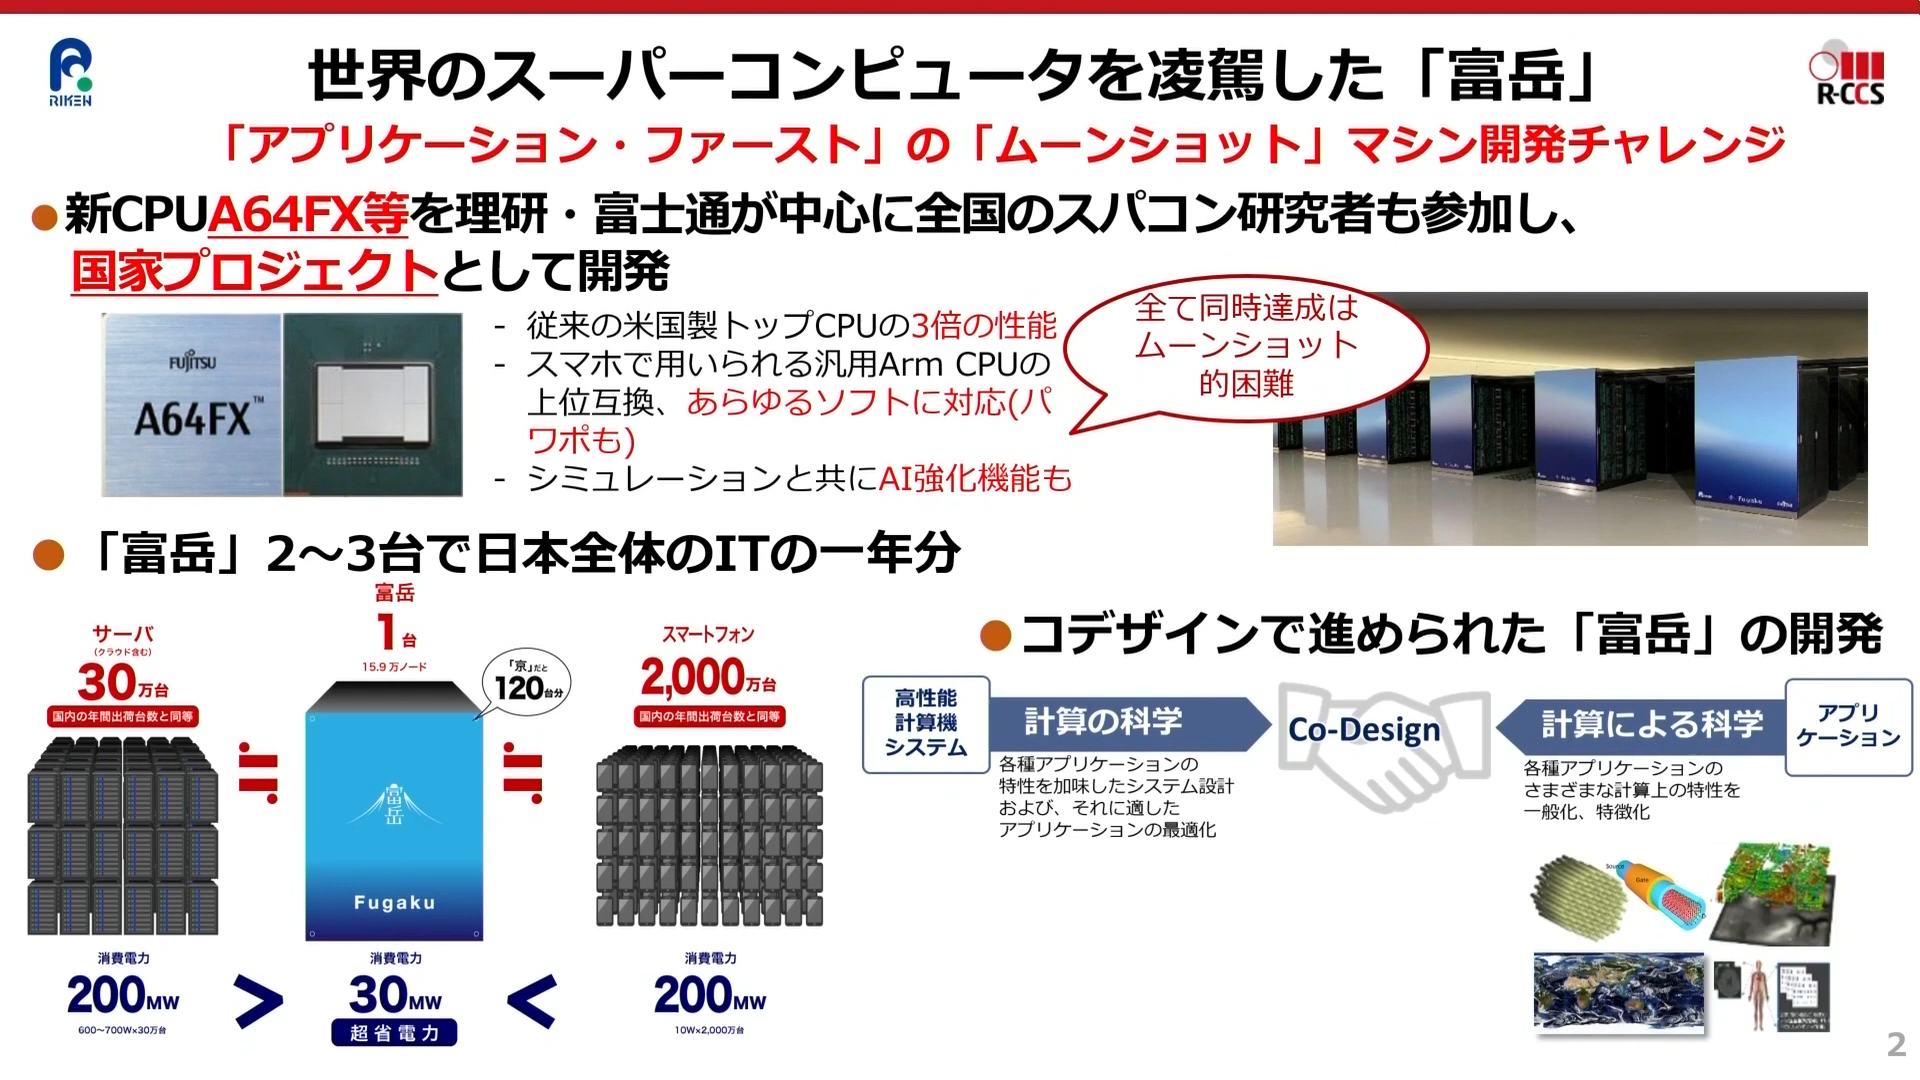 RIKEN
世界のスーパーコンピュータを凌駕した「富岳」
R-CCS
「アプリケーション・ファースト」の「ムーンショット」マシン開発チャレンジ
新CPUA64FX等を理研・富士通が中心に全国のスパコン研究者も参加し、
国家プロジェクトとして開発
FUJITSU
A64FX™
- 従来の米国製トップCPUの3倍の性能
- スマホで用いられる汎用Arm CPUの
上位互換、あらゆるソフトに対応(パ
ワポも)
- シミュレーションと共にAI強化機能も
全て同時達成は
ムーンショット
的困難
Fugaku
「富岳」2～3台で日本全体のITの一年分
サーバ
(クラウド含む)
30万台
国内の年間出荷台数と同等
富岳
1台
15.9万ノード
「京」だと
120台分
スマートフォン
2,000万台
国内の年間出荷台数と同等
≒
≒
富岳
Fugaku
消費電力
200MW
600～700W×30万台
>
消費電力
30MW
超省電力
<
消費電力
200MW
10W×2,000万台
コデザインで進められた「富岳」の開発
高性能
計算機
システム
計算の科学
各種アプリケーションの
特性を加味したシステム設計
および、それに適した
アプリケーションの最適化
Co-Design
計算による科学
アプリ
ケーション
各種アプリケーションの
さまざまな計算上の特性を
一般化、特徴化
Source
Gate
2